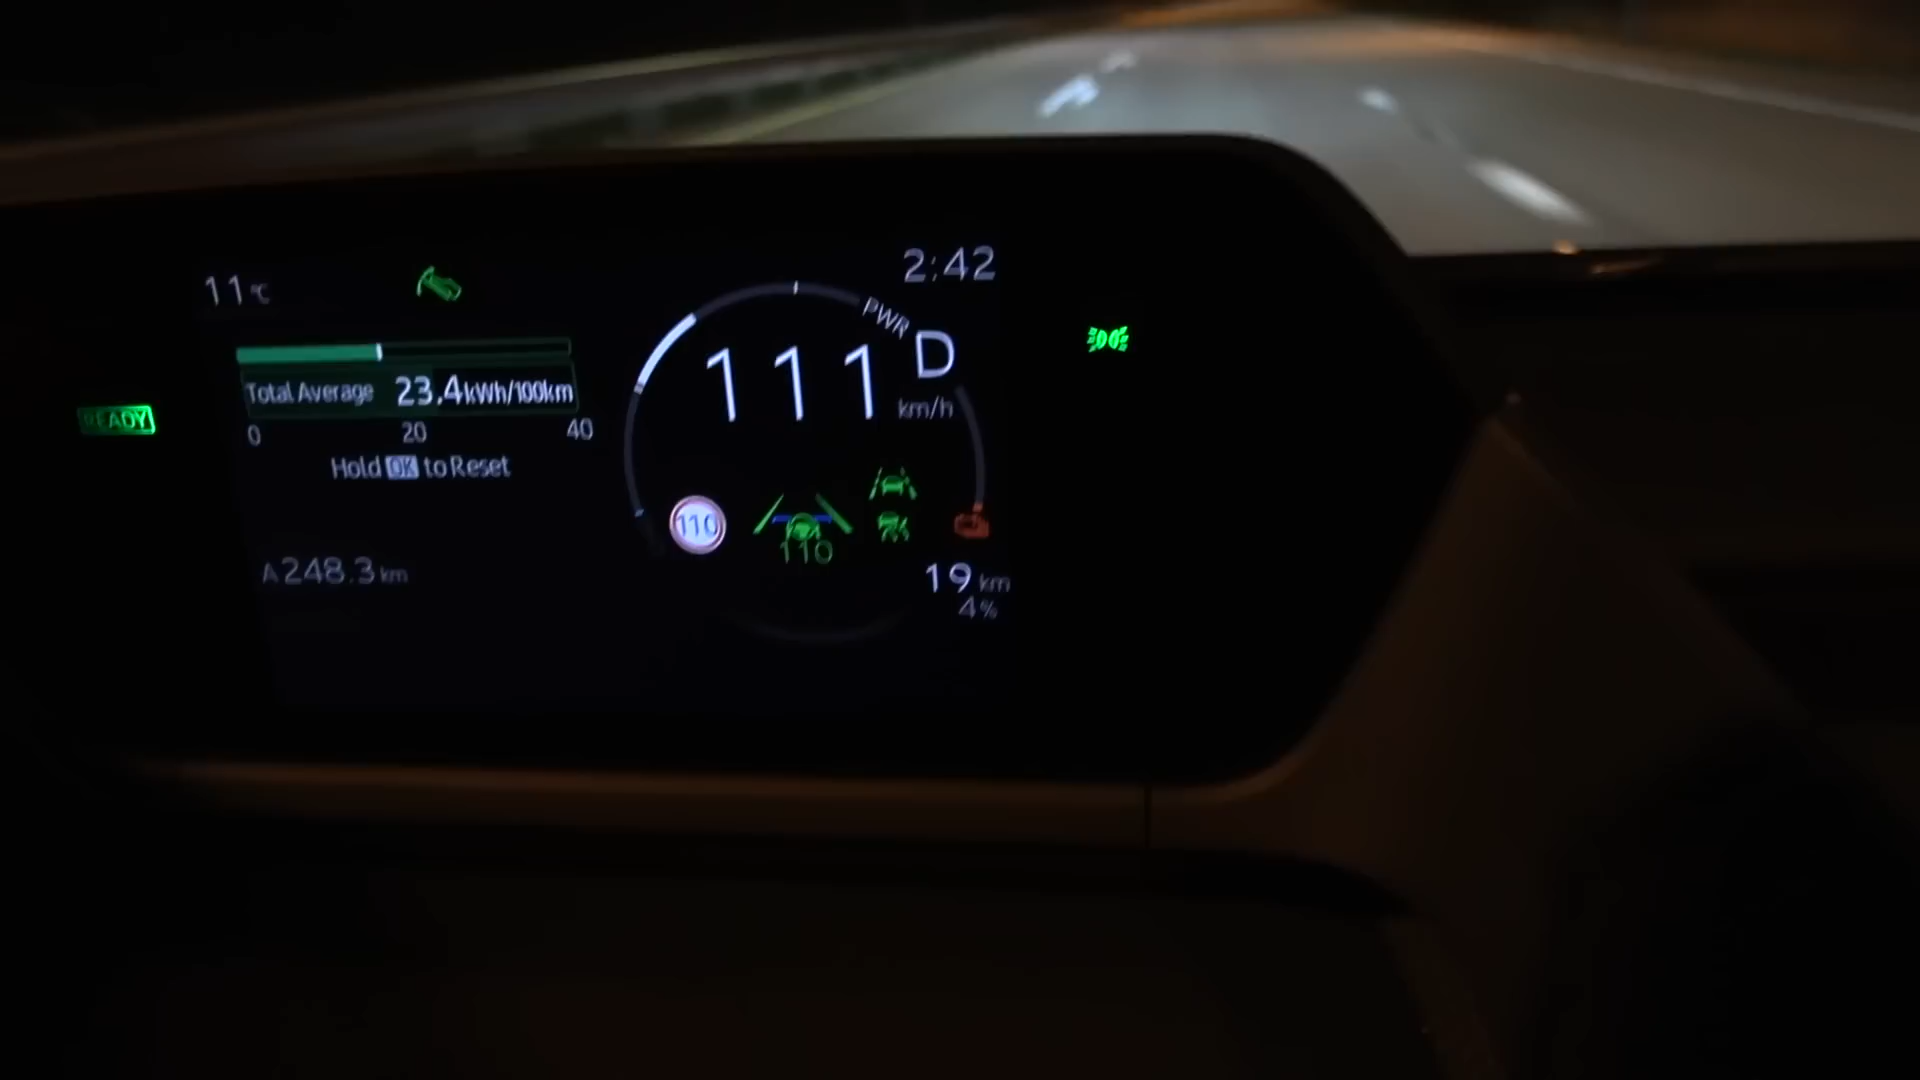 11℃
2:42
PWR
D
111
km/h
READY
Total Average 23.4kWh/100km
0 20 40
Hold OK to Reset
110
110
A 248.3 km
19 km
4%